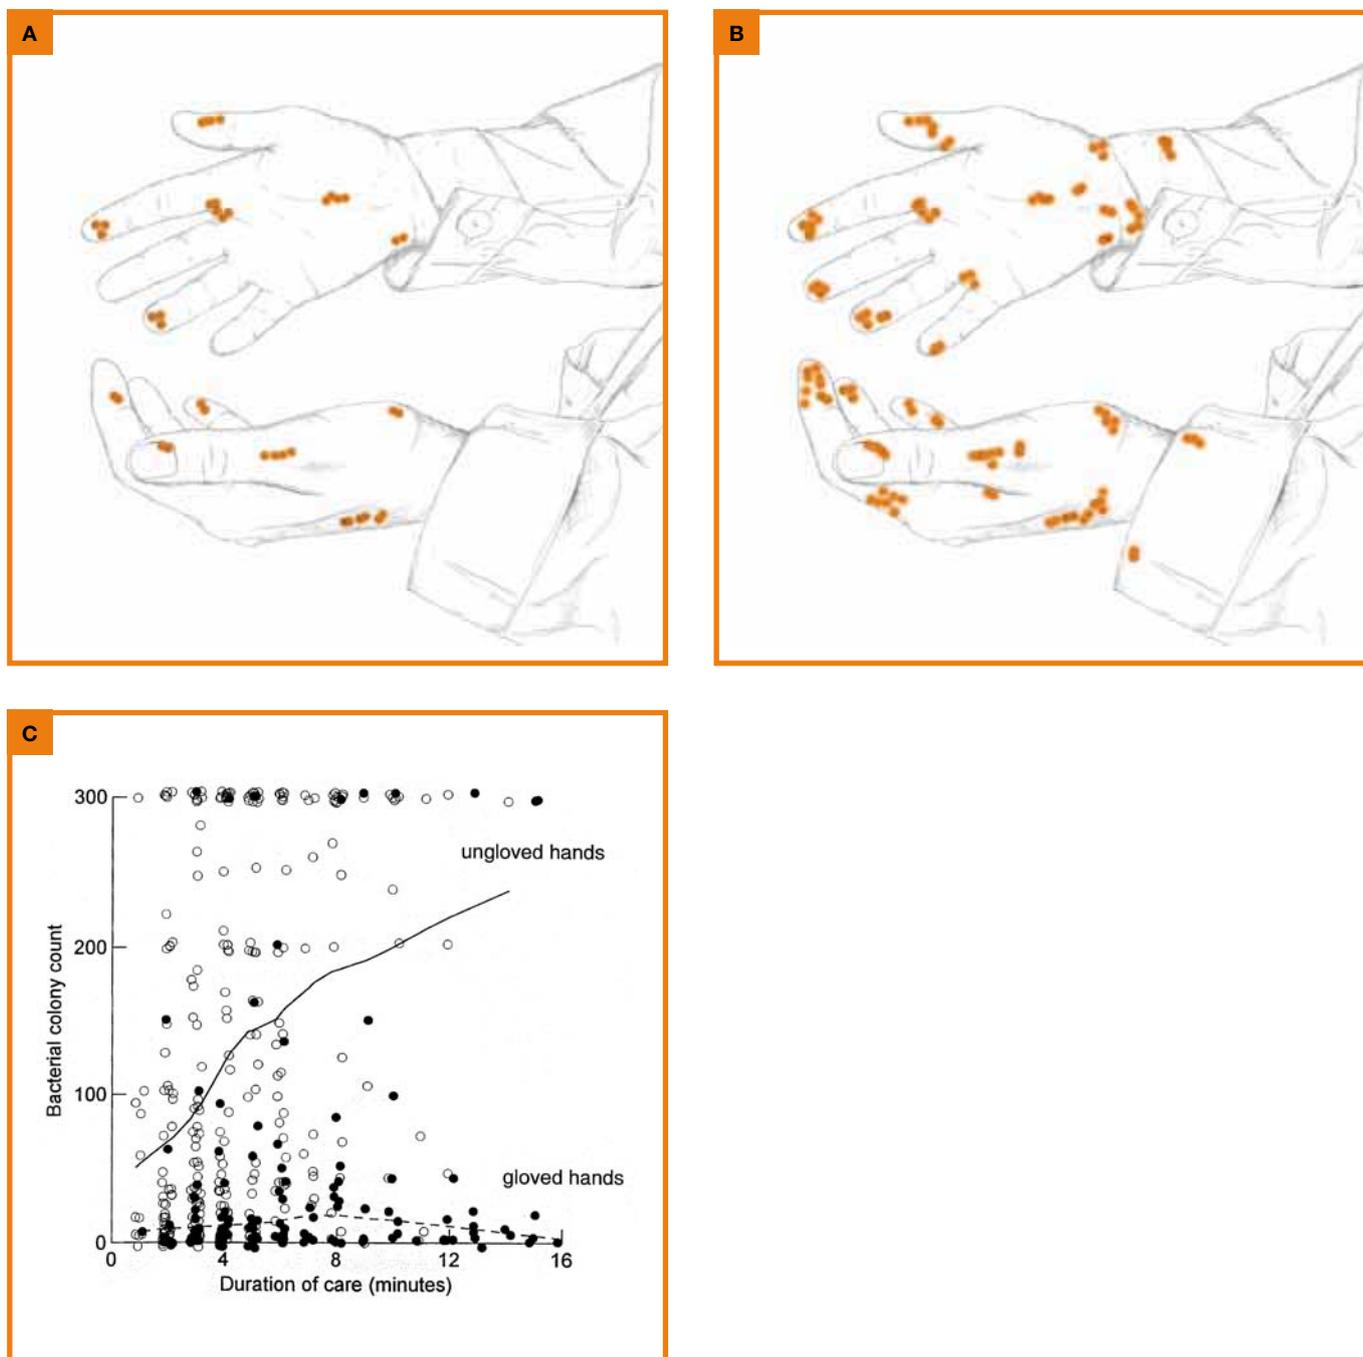 A
B
C
300
200
100
0
Bacterial colony count
ungloved hands
gloved hands
0 4 8 12 16
Duration of care (minutes)